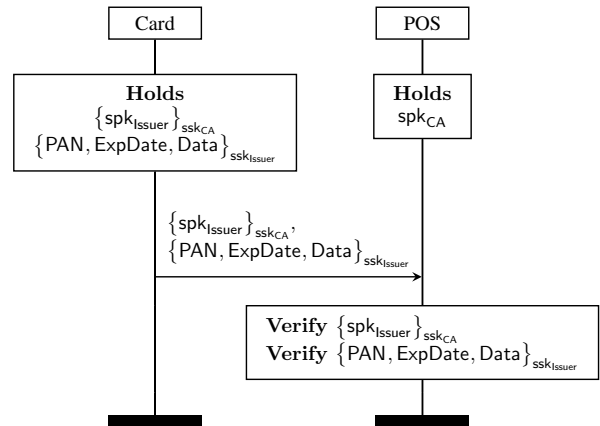 Card
POS
Holds
{spk_Issuer}_ssk_CA
{PAN, ExpDate, Data}_ssk_Issuer
Holds
spk_CA
{spk_Issuer}_ssk_CA,
{PAN, ExpDate, Data}_ssk_Issuer
Verify {spk_Issuer}_ssk_CA
Verify {PAN, ExpDate, Data}_ssk_Issuer